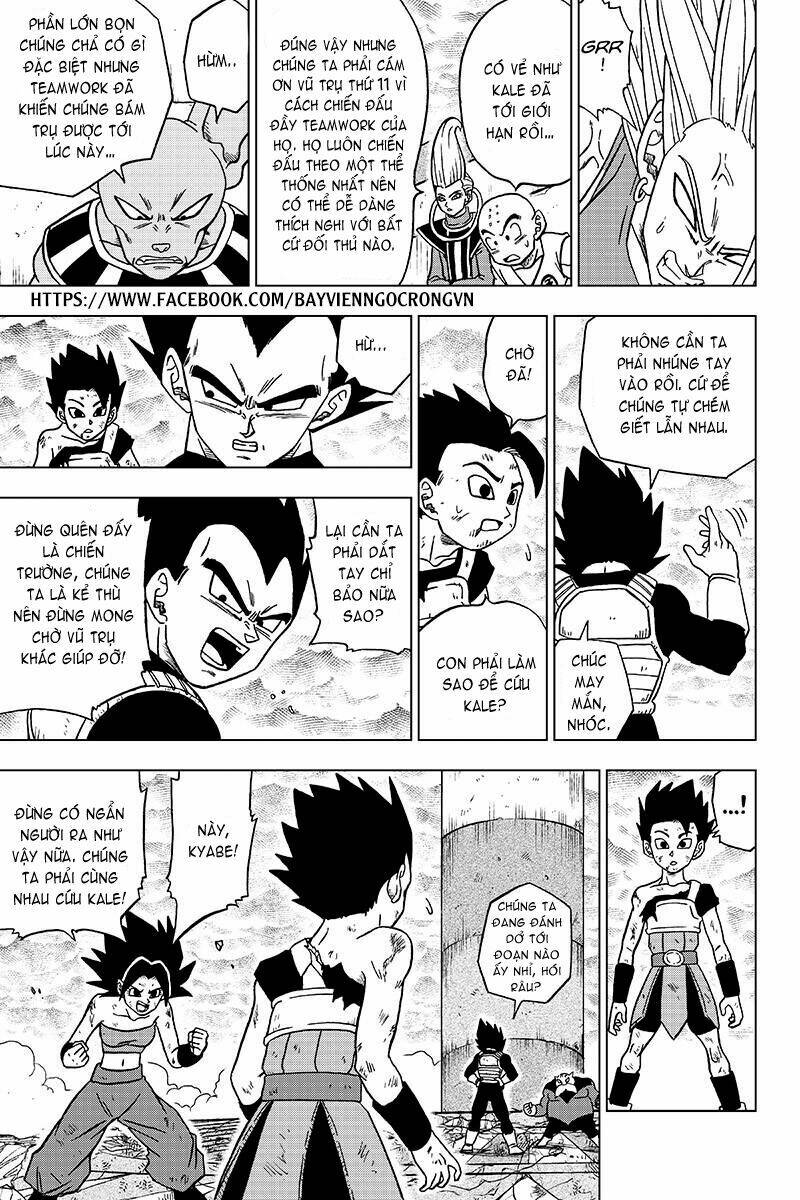 GRR
!
CÓ VẺ NHƯ
KALE ĐÃ
TỚI GIỚI
HẠN RỒI...
ĐÚNG VẬY NHƯNG
CHÚNG TA PHẢI CẢM
ƠN VŨ TRỤ THỨ 11 VÌ
CÁCH CHIẾN ĐẤU
ĐẦY TEAMWORK CỦA
HỌ. HỌ LUÔN CHIẾN
ĐẤU THEO MỘT THỂ
THỐNG NHẤT NÊN
CÓ THỂ DỄ DÀNG
THÍCH NGHI VỚI BẤT
CỨ ĐỐI THỦ NÀO.
HỪM..
PHẦN LỚN BỌN
CHÚNG CHẢ CÓ GÌ
ĐẶC BIỆT NHƯNG
TEAMWORK ĐÃ
KHIẾN CHÚNG BÁM
TRỤ ĐƯỢC TỚI
LÚC NÀY...
HTTPS://WWW.FACEBOOK.COM/BAYVIENNGOCRONGVN
KHÔNG CẦN TA
PHẢI NHÚNG TAY
VÀO RỒI. CỨ ĐỂ
CHÚNG TỰ CHÉM
GIẾT LẪN NHAU.
CHÚC
MAY
MẮN,
NHÓC.
CHỜ
ĐÃ!
CON PHẢI LÀM
SAO ĐỂ CỨU
KALE?
HỪ...
LẠI CẦN TA
PHẢI DẮT
TAY CHỈ
BẢO NỮA
SAO?
ĐỪNG QUÊN ĐẤY
LÀ CHIẾN
TRƯỜNG, CHÚNG
TA LÀ KẺ THÙ
NÊN ĐỪNG MONG
CHỜ VŨ TRỤ
KHÁC GIÚP ĐỠ!
...!
CHÚNG TA
ĐANG ĐÁNH
DỞ TỚI
ĐOẠN NÀO
ẤY NHỈ, HỠI
RÂU?
NÀY,
KYABE!
ĐỪNG CÓ NGẨN
NGƯỜI RA NHƯ
VẬY NỮA. CHÚNG
TA PHẢI CÙNG
NHAU CỨU KALE!